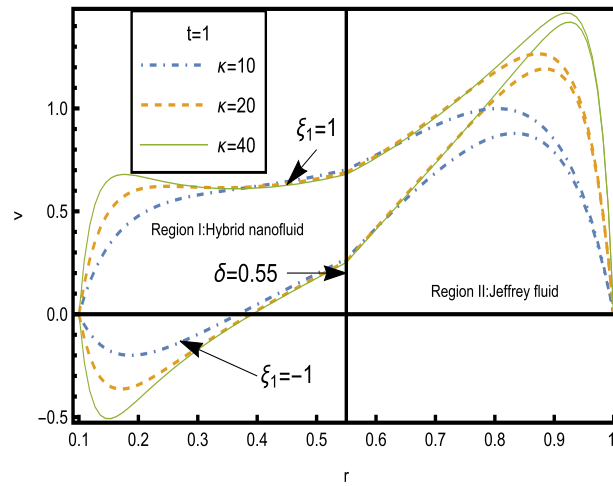 t=1
κ=10
κ=20
κ=40
ξ1=1
Region I:Hybrid nanofluid
δ=0.55
Region II:Jeffrey fluid
ξ1=−1
v
1.0
0.5
0.0
−0.5
0.1 0.2 0.3 0.4 0.5 0.6 0.7 0.8 0.9 1
r